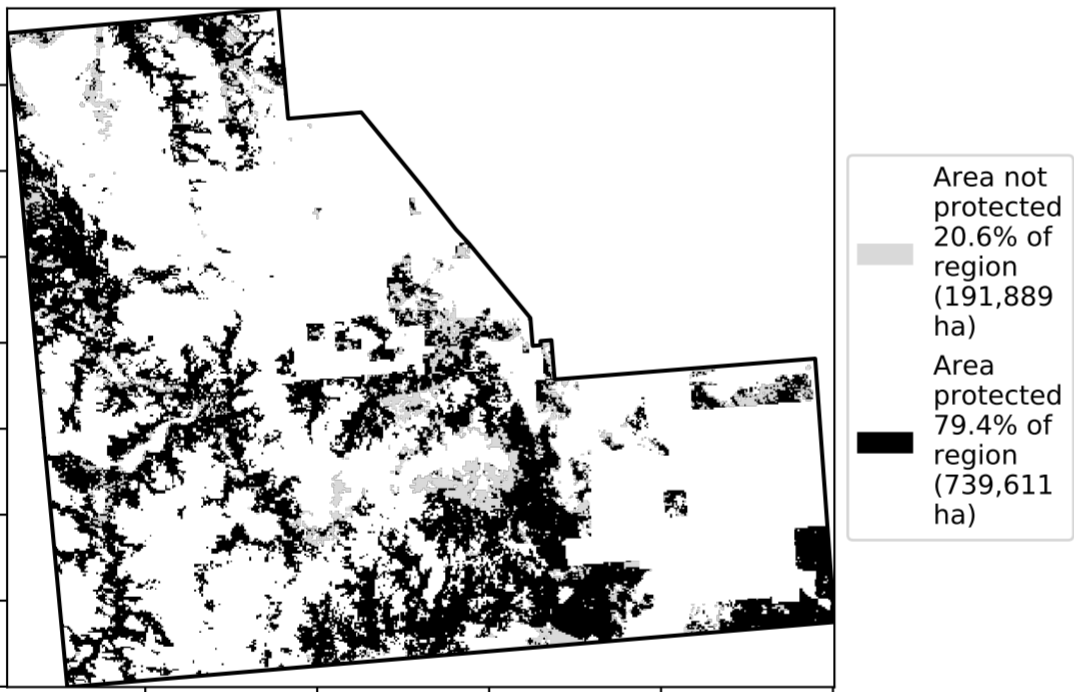 Area not
protected
20.6% of
region
(191,889
ha)
Area
protected
79.4% of
region
(739,611
ha)